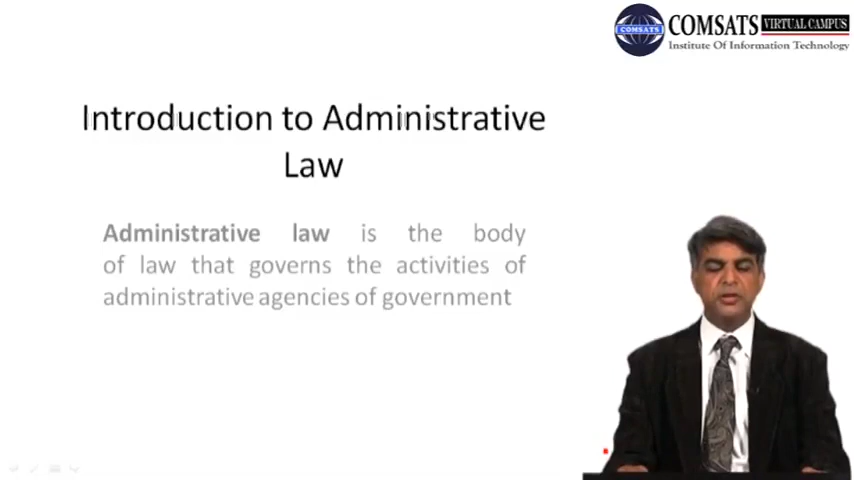 COMSATS VIRTUAL CAMPUS
COMSATS
Institute Of Information Technology
Introduction to Administrative
Law
Administrative law is the body
of law that governs the activities of
administrative agencies of government